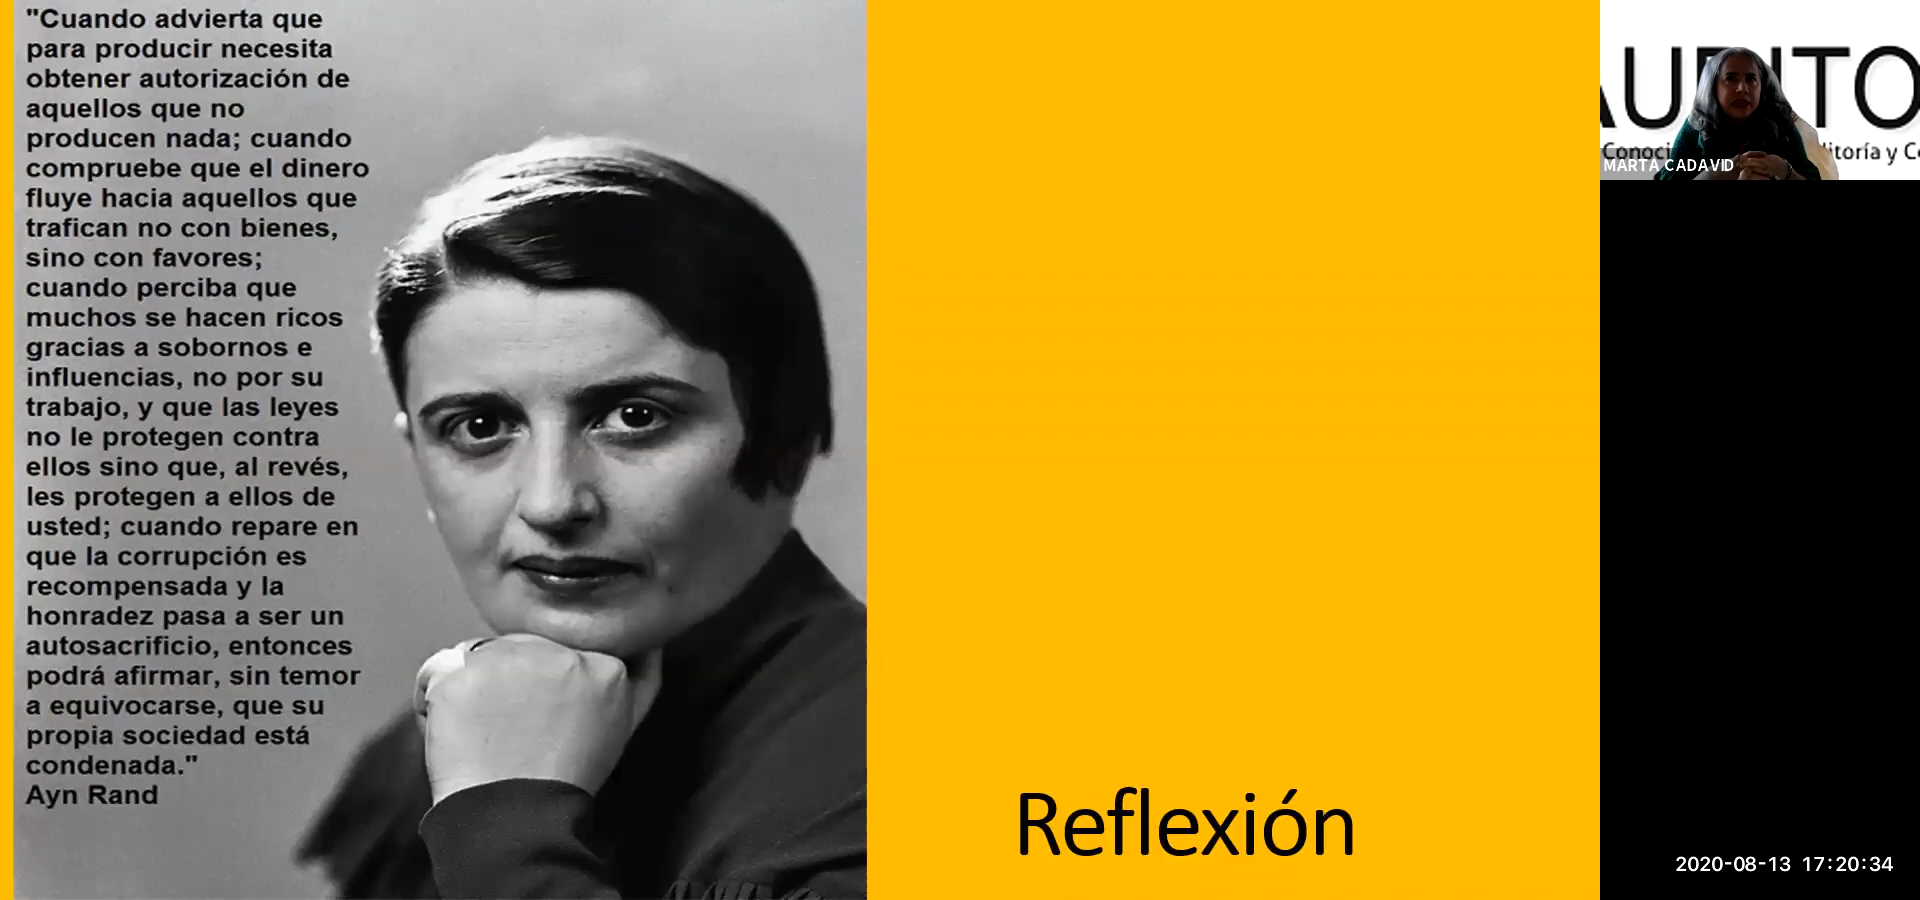 "Cuando advierta que
para producir necesita
obtener autorización de
aquellos que no
producen nada; cuando
compruebe que el dinero
fluye hacia aquellos que
trafican no con bienes,
sino con favores;
cuando perciba que
muchos se hacen ricos
gracias a sobornos e
influencias, no por su
trabajo, y que las leyes
no le protegen contra
ellos sino que, al revés,
les protegen a ellos de
usted; cuando repare en
que la corrupción es
recompensada y la
honradez pasa a ser un
autosacrificio, entonces
podrá afirmar, sin temor
a equivocarse, que su
propia sociedad está
condenada."
Ayn Rand
Reflexión
MARTA CADAVID
2020-08-13 17:20:34